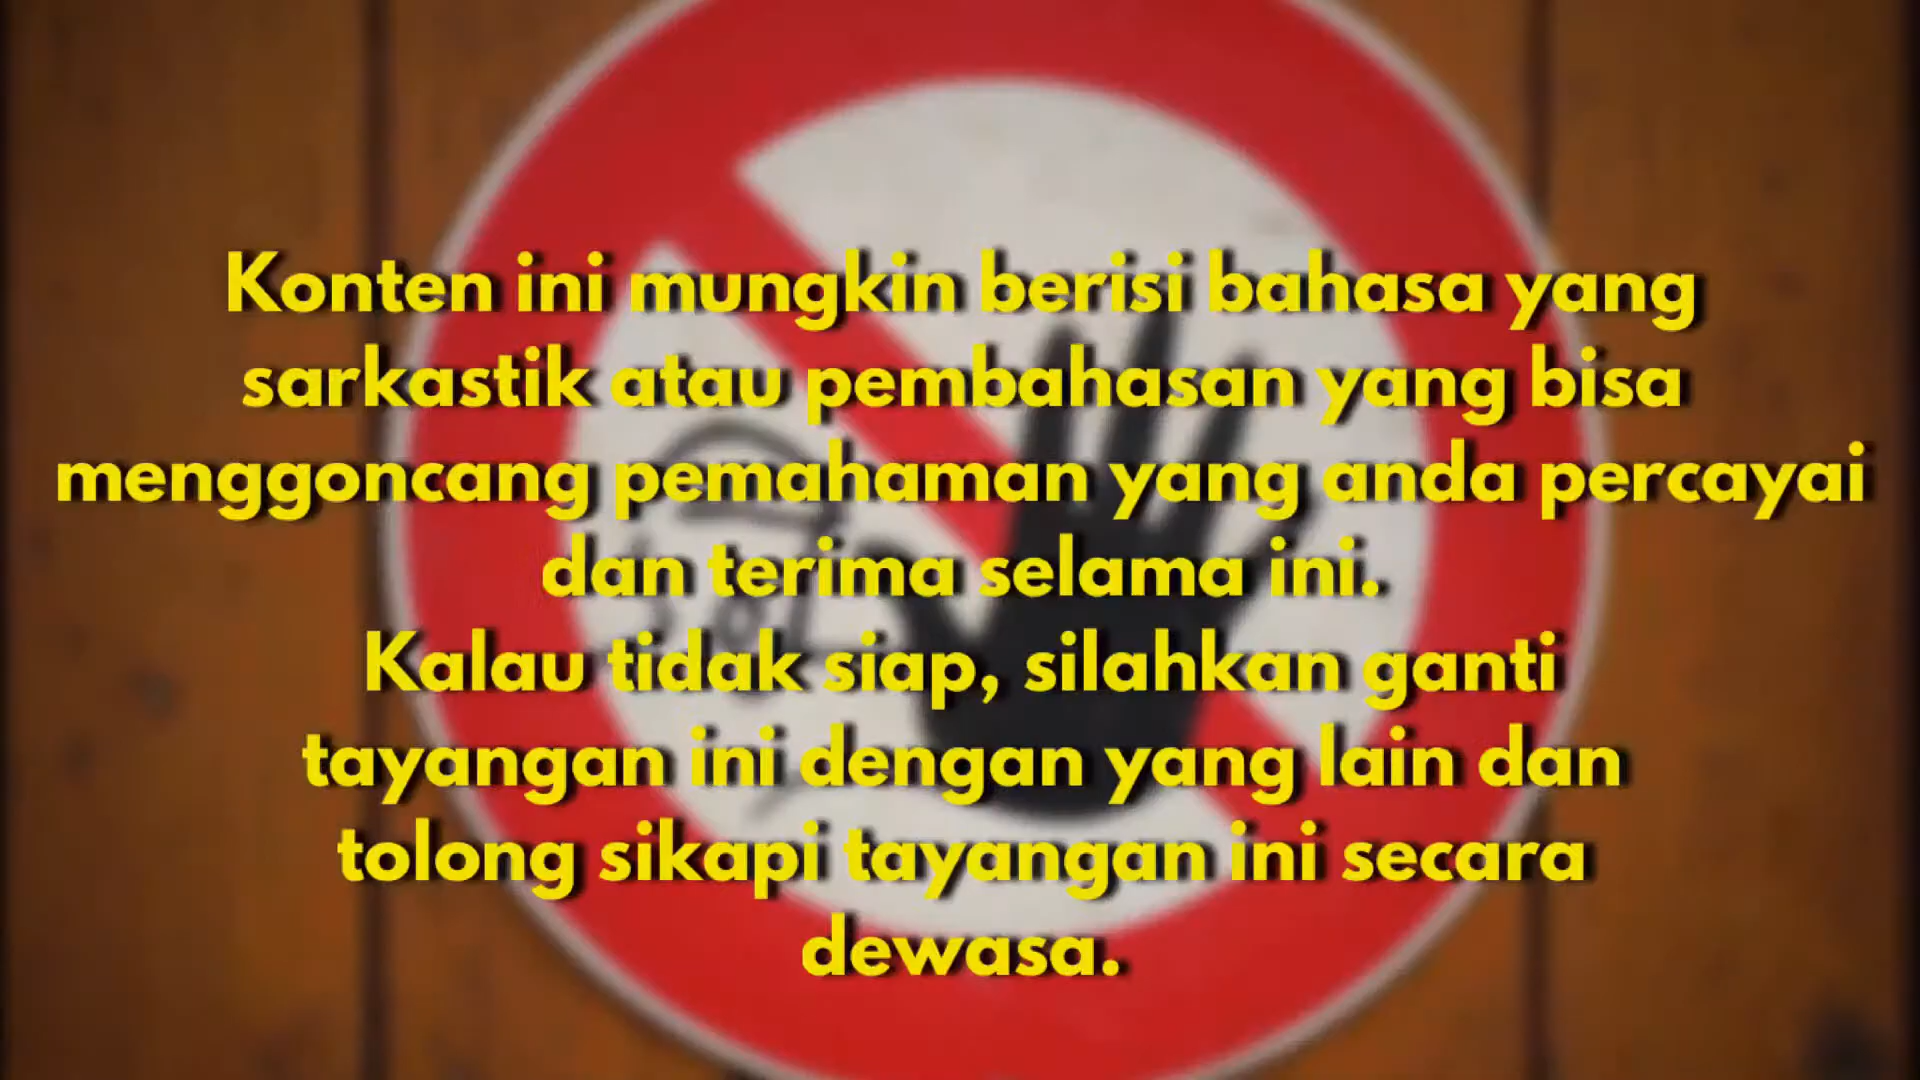 Konten ini mungkin berisi bahasa yang
sarkastik atau pembahasan yang bisa
menggoncang pemahaman yang anda percayai
dan terima selama ini.
Kalau tidak siap, silahkan ganti
tayangan ini dengan yang lain dan
tolong sikapi tayangan ini secara
dewasa.